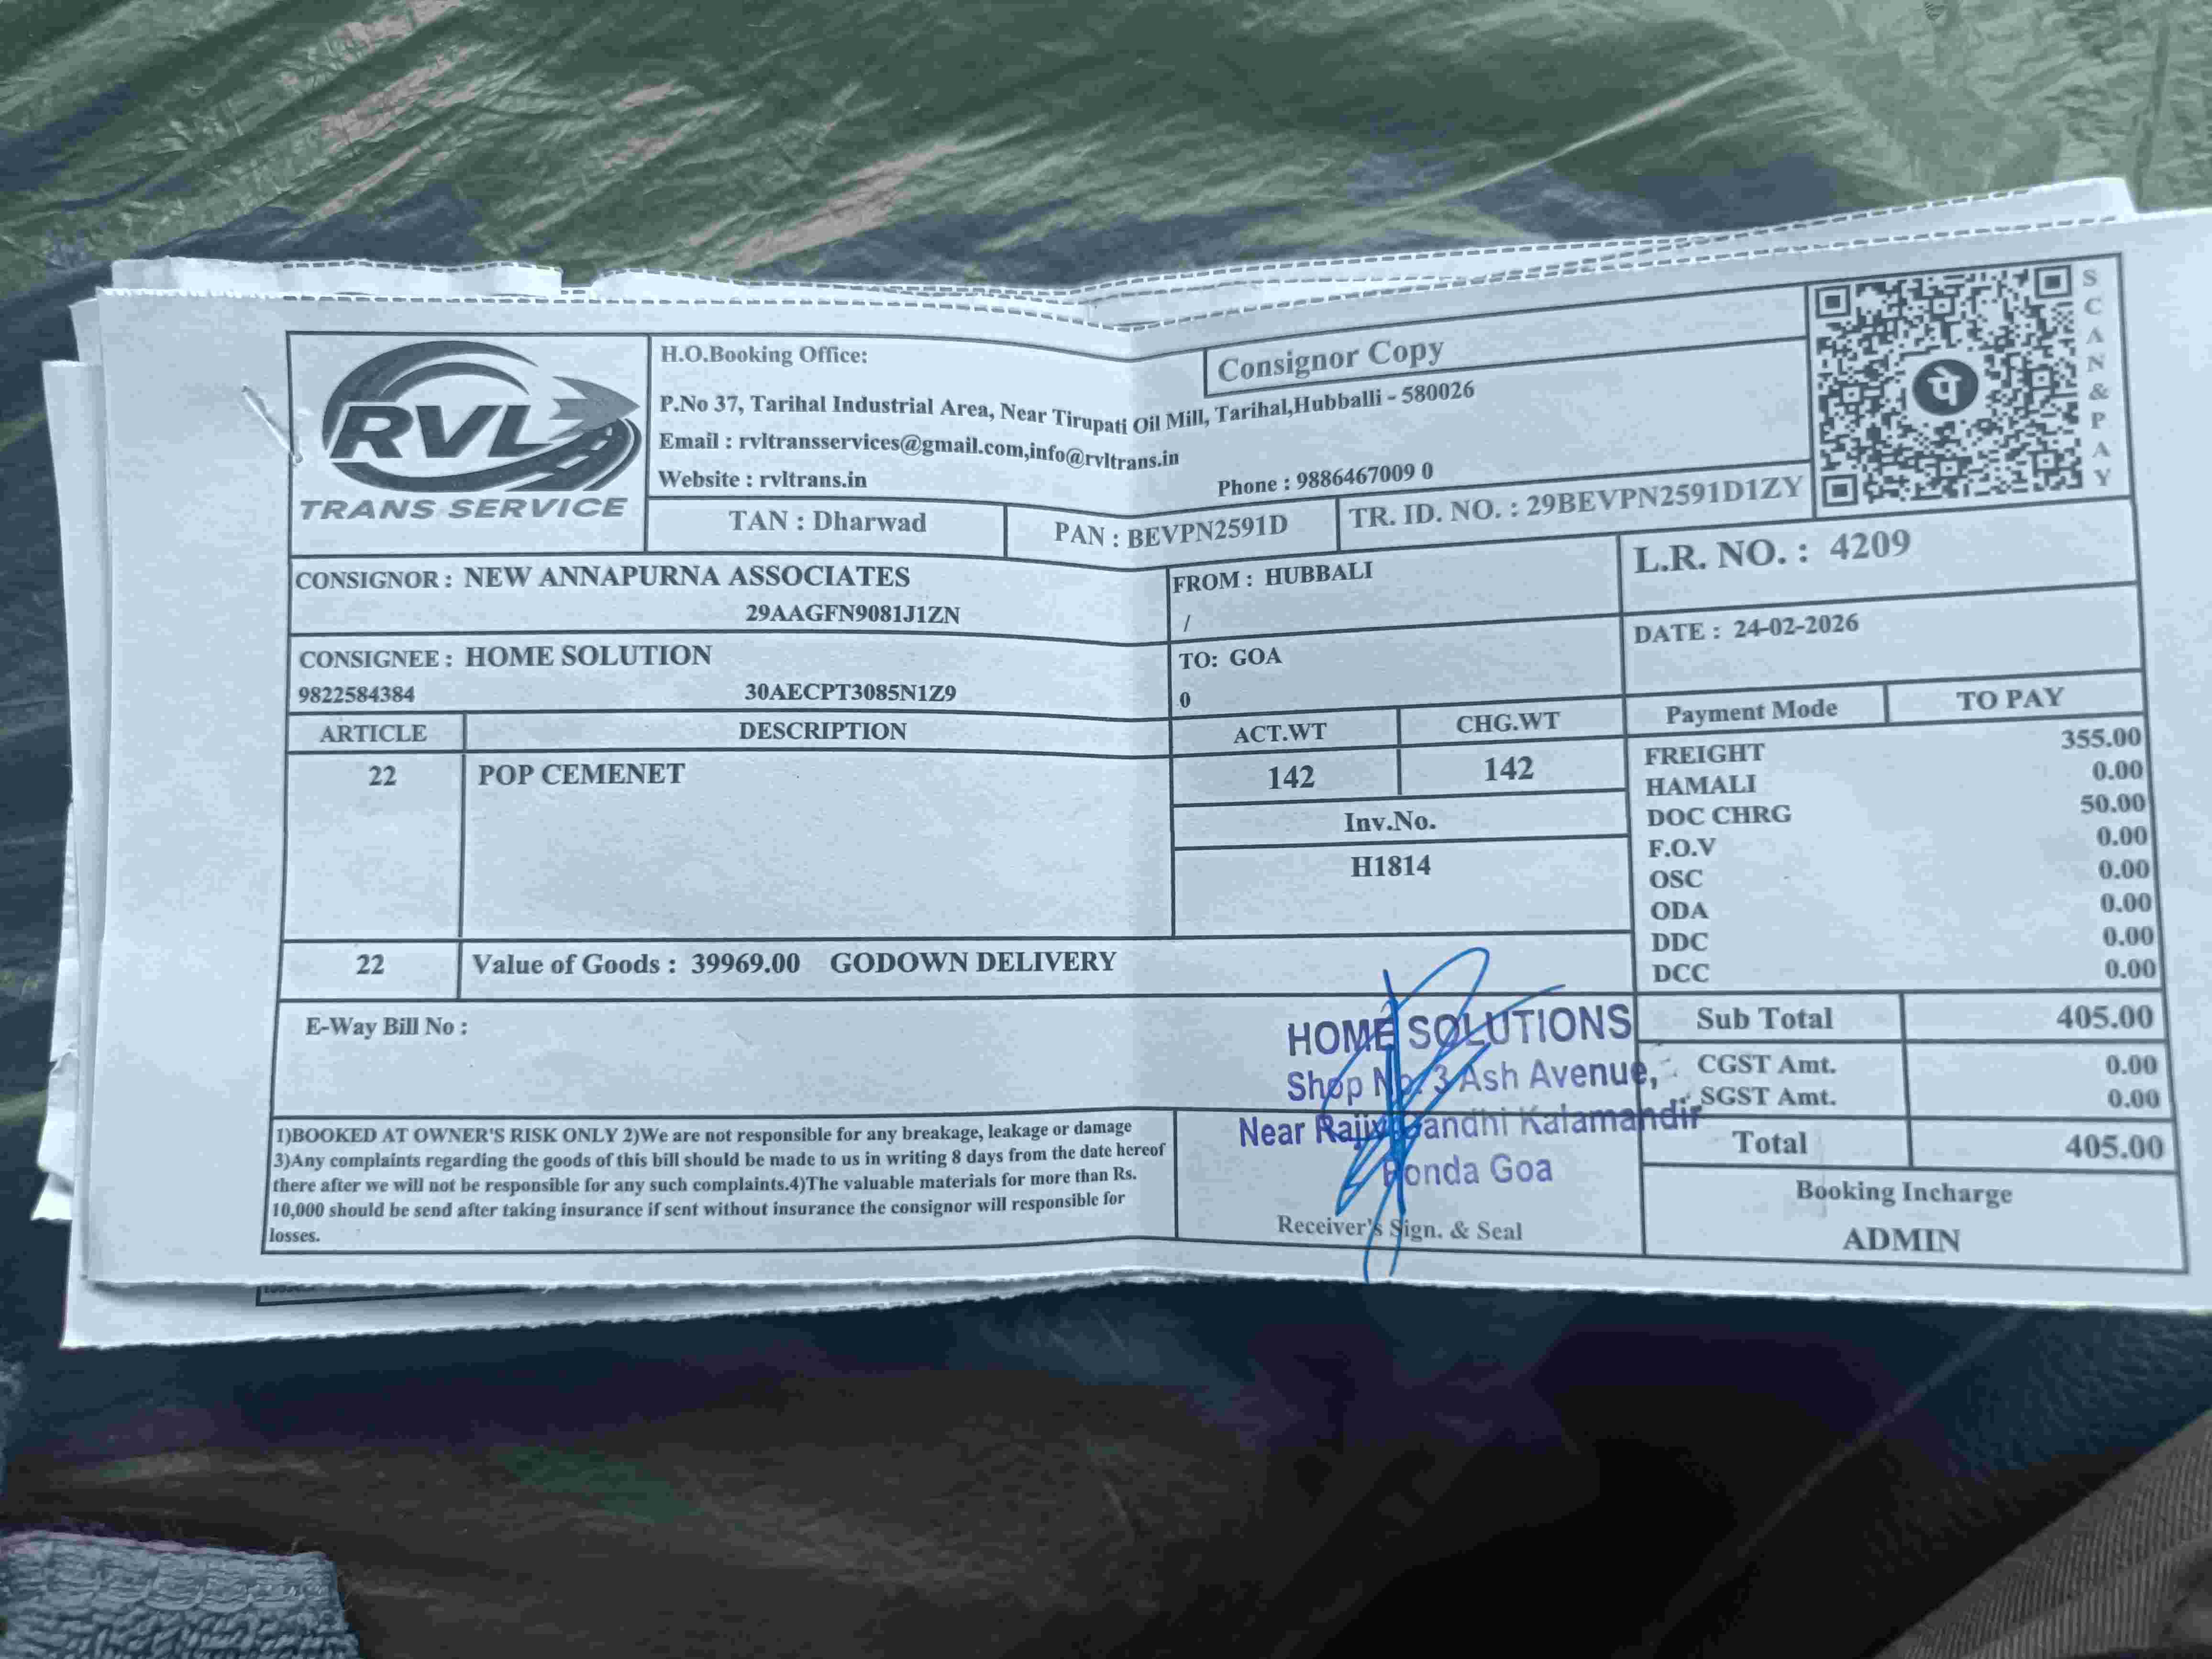 RVL
TRANS SERVICE
H.O.Booking Office:
Consignor Copy
P.No 37, Tarihal Industrial Area, Near Tirupati Oil Mill, Tarihal,Hubballi - 580026
Email : rvltransservices@gmail.com,info@rvltrans.in
Website : rvltrans.in
Phone : 9886467009 0
TAN : Dharwad
PAN : BEVPN2591D
TR. ID. NO. : 29BEVPN2591D1ZY
पे
SCAN&PAY
CONSIGNOR : NEW ANNAPURNA ASSOCIATES
29AAGFN9081J1ZN
FROM : HUBBALI
/
L.R. NO. : 4209
CONSIGNEE : HOME SOLUTION
9822584384 30AECPT3085N1Z9
TO: GOA
0
DATE : 24-02-2026
ARTICLE DESCRIPTION ACT.WT CHG.WT
22 POP CEMENET 142 142
Inv.No.
H1814
Payment Mode TO PAY
FREIGHT 355.00
HAMALI 0.00
DOC CHRG 50.00
F.O.V 0.00
OSC 0.00
ODA 0.00
DDC 0.00
DCC 0.00
22 Value of Goods : 39969.00 GODOWN DELIVERY
E-Way Bill No :
Sub Total 405.00
CGST Amt. 0.00
SGST Amt. 0.00
Total 405.00
Booking Incharge
ADMIN
HOME SOLUTIONS
Shop No. 3 Ash Avenue,
Near Rajiv Gandhi Kalamandir
Ponda Goa
Receiver's Sign. & Seal
1)BOOKED AT OWNER'S RISK ONLY 2)We are not responsible for any breakage, leakage or damage
3)Any complaints regarding the goods of this bill should be made to us in writing 8 days from the date hereof
there after we will not be responsible for any such complaints.4)The valuable materials for more than Rs.
10,000 should be send after taking insurance if sent without insurance the consignor will responsible for
losses.